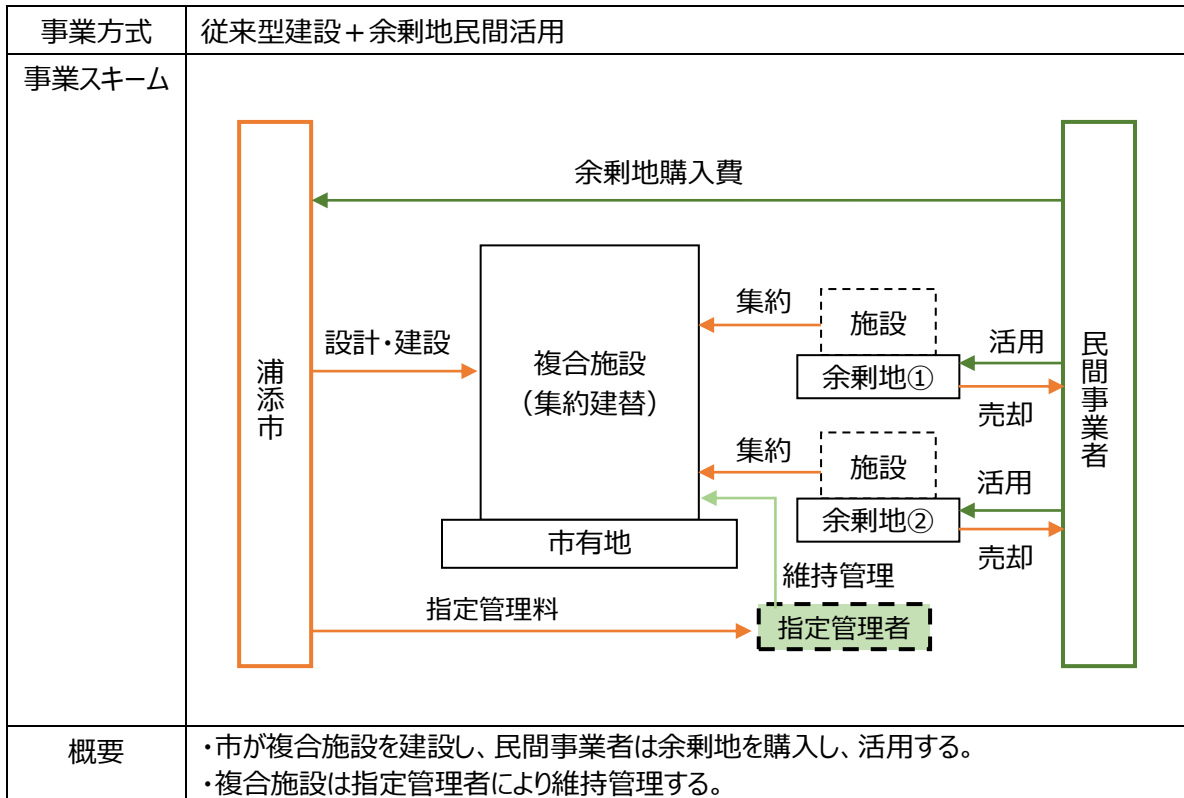 事業方式
従来型建設＋余剰地民間活用
事業スキーム
余剰地購入費
浦添市
設計・建設
複合施設
（集約建替）
市有地
集約
施設
余剰地①
活用
売却
集約
施設
余剰地②
活用
売却
民間事業者
維持管理
指定管理料
指定管理者
概要
・市が複合施設を建設し、民間事業者は余剰地を購入し、活用する。
・複合施設は指定管理者により維持管理する。